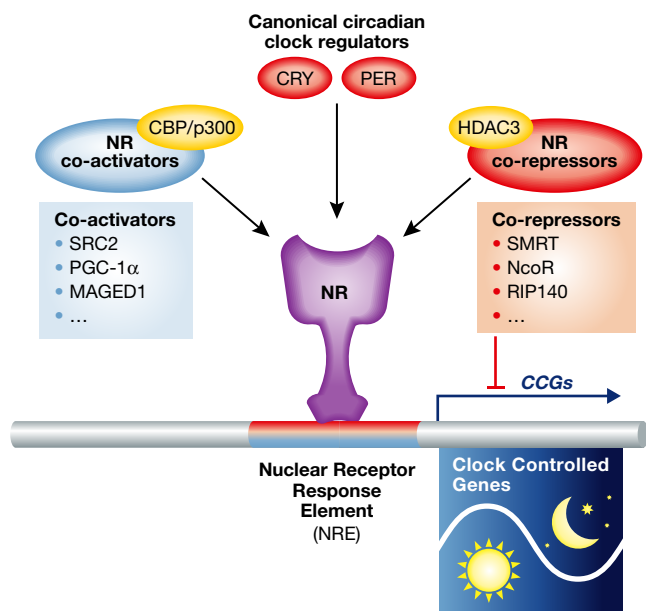 Canonical circadian
clock regulators
CRY
PER
CBP/p300
NR
co-activators
HDAC3
NR
co-repressors
Co-activators
• SRC2
• PGC-1α
• MAGED1
• ...
NR
Co-repressors
• SMRT
• NcoR
• RIP140
• ...
CCGs
Nuclear Receptor
Response
Element
(NRE)
Clock Controlled
Genes